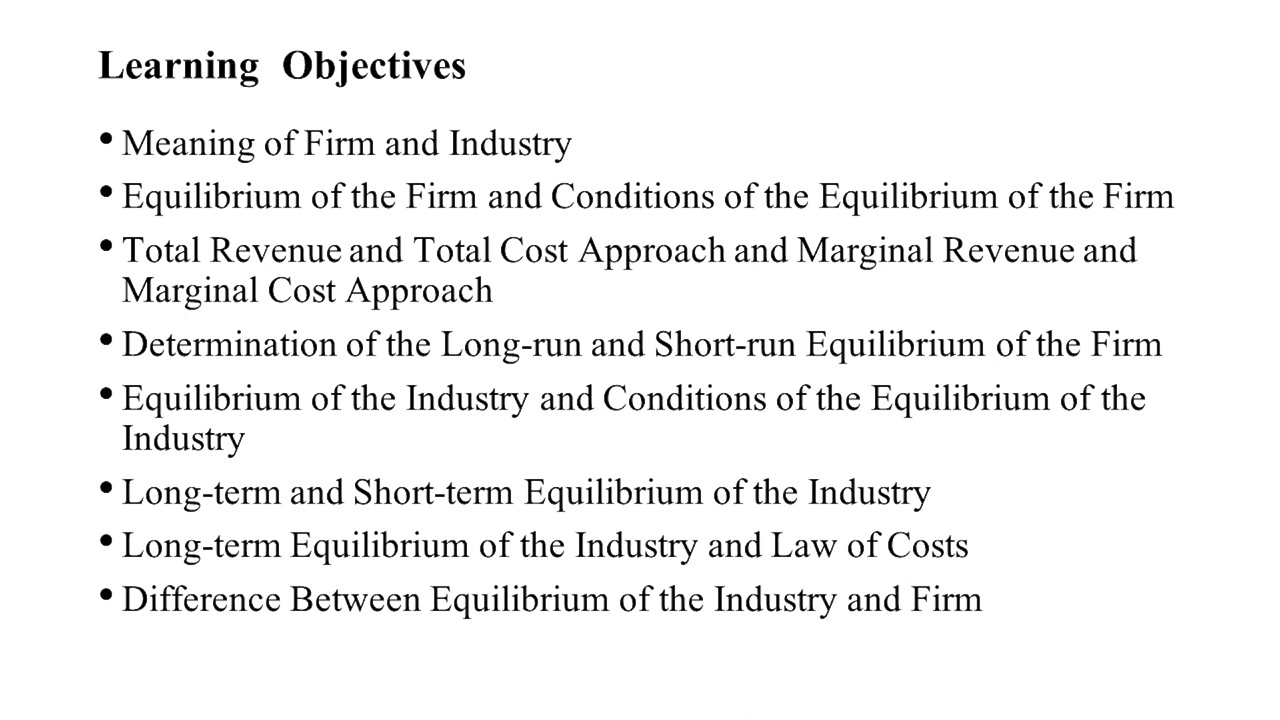 Learning Objectives
• Meaning of Firm and Industry
• Equilibrium of the Firm and Conditions of the Equilibrium of the Firm
• Total Revenue and Total Cost Approach and Marginal Revenue and
Marginal Cost Approach
• Determination of the Long-run and Short-run Equilibrium of the Firm
• Equilibrium of the Industry and Conditions of the Equilibrium of the
Industry
• Long-term and Short-term Equilibrium of the Industry
• Long-term Equilibrium of the Industry and Law of Costs
• Difference Between Equilibrium of the Industry and Firm